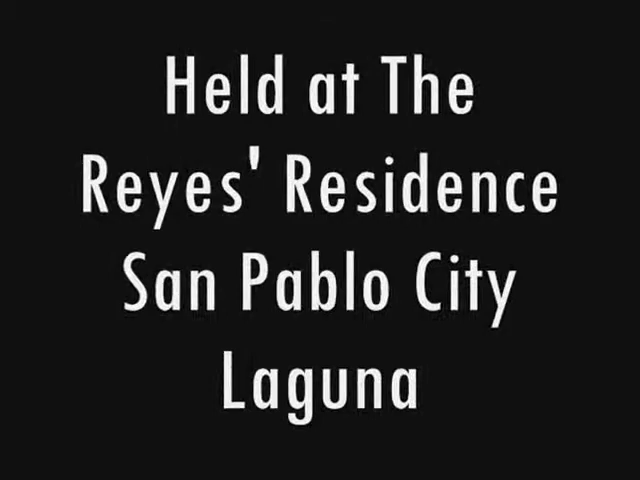 Held at The
Reyes' Residence
San Pablo City
Laguna